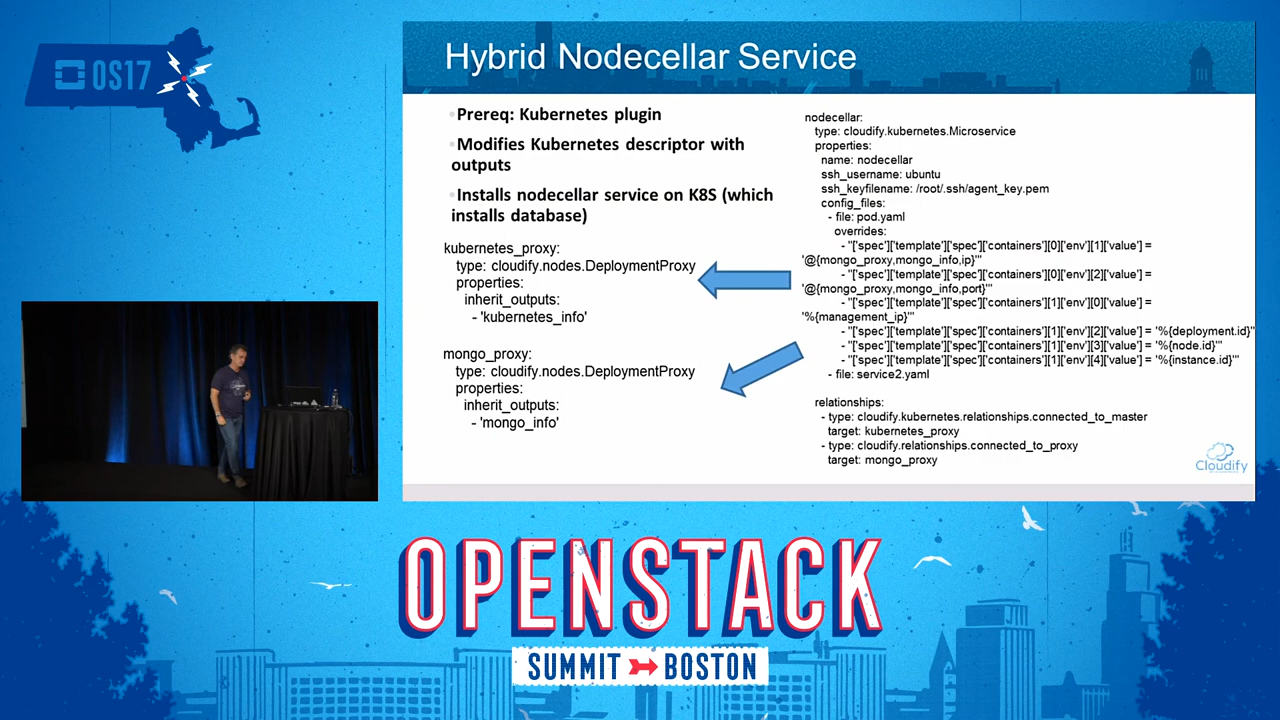 OS17
Hybrid Nodecellar Service
Prereq: Kubernetes plugin
Modifies Kubernetes descriptor with
outputs
Installs nodecellar service on K8S (which
installs database)
kubernetes_proxy:
type: cloudify.nodes.DeploymentProxy
properties:
inherit_outputs:
- 'kubernetes_info'
mongo_proxy:
type: cloudify.nodes.DeploymentProxy
properties:
inherit_outputs:
- 'mongo_info'
nodecellar:
type: cloudify.kubernetes.Microservice
properties:
name: nodecellar
ssh_username: ubuntu
ssh_keyfilename: /root/.ssh/agent_key.pem
config_files:
- file: pod.yaml
overrides:
- "['spec']['template']['spec']['containers'][0]['env'][1]['value'] =
'@{mongo_proxy,mongo_info,ip}'"
- "['spec']['template']['spec']['containers'][0]['env'][2]['value'] =
'@{mongo_proxy,mongo_info,port}'"
- "['spec']['template']['spec']['containers'][1]['env'][0]['value'] =
'%{management_ip}'"
- "['spec']['template']['spec']['containers'][1]['env'][2]['value'] = '%{deployment.id}'"
- "['spec']['template']['spec']['containers'][1]['env'][3]['value'] = '%{node.id}'"
- "['spec']['template']['spec']['containers'][1]['env'][4]['value'] = '%{instance.id}'"
- file: service2.yaml
relationships:
- type: cloudify.kubernetes.relationships.connected_to_master
target: kubernetes_proxy
- type: cloudify.relationships.connected_to_proxy
target: mongo_proxy
Cloudify
OPENSTACK
SUMMIT BOSTON